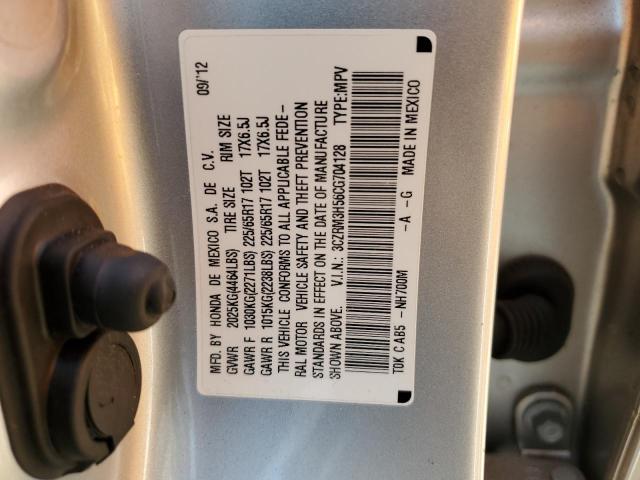 MFD. BY HONDA DE MEXICO S.A. DE C.V. 09/'12
GVWR 2025KG(4464LBS) TIRE SIZE RIM SIZE
GAWR F 1030KG(2271LBS) 225/65R17 102T 17X6.5J
GAWR R 1015KG(2238LBS) 225/65R17 102T 17X6.5J
THIS VEHICLE CONFORMS TO ALL APPLICABLE FEDE-
RAL MOTOR VEHICLE SAFETY AND THEFT PREVENTION
STANDARDS IN EFFECT ON THE DATE OF MANUFACTURE
SHOWN ABOVE. V.I.N.: 3CZRM3H56CG704128 TYPE:MPV
T0K CAB5 -NH700M -A -G MADE IN MEXICO